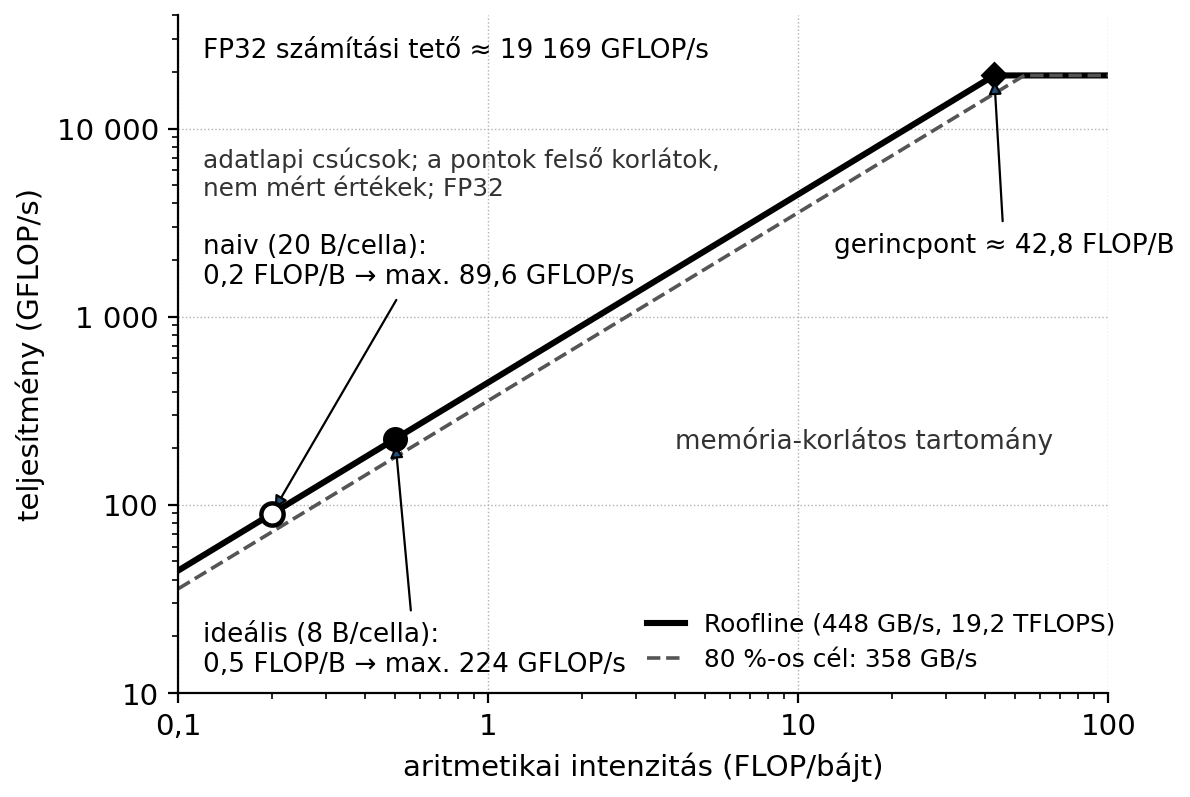 FP32 számítási tető ≈ 19 169 GFLOP/s
adatlapi csúcsok; a pontok felső korlátok,
nem mért értékek; FP32
naiv (20 B/cella):
0,2 FLOP/B → max. 89,6 GFLOP/s
gerincpont ≈ 42,8 FLOP/B
memória-korlátos tartomány
ideális (8 B/cella):
0,5 FLOP/B → max. 224 GFLOP/s
Roofline (448 GB/s, 19,2 TFLOPS)
80 %-os cél: 358 GB/s
teljesítmény (GFLOP/s)
10 000
1 000
100
10
0,1
1
10
100
aritmetikai intenzitás (FLOP/bájt)